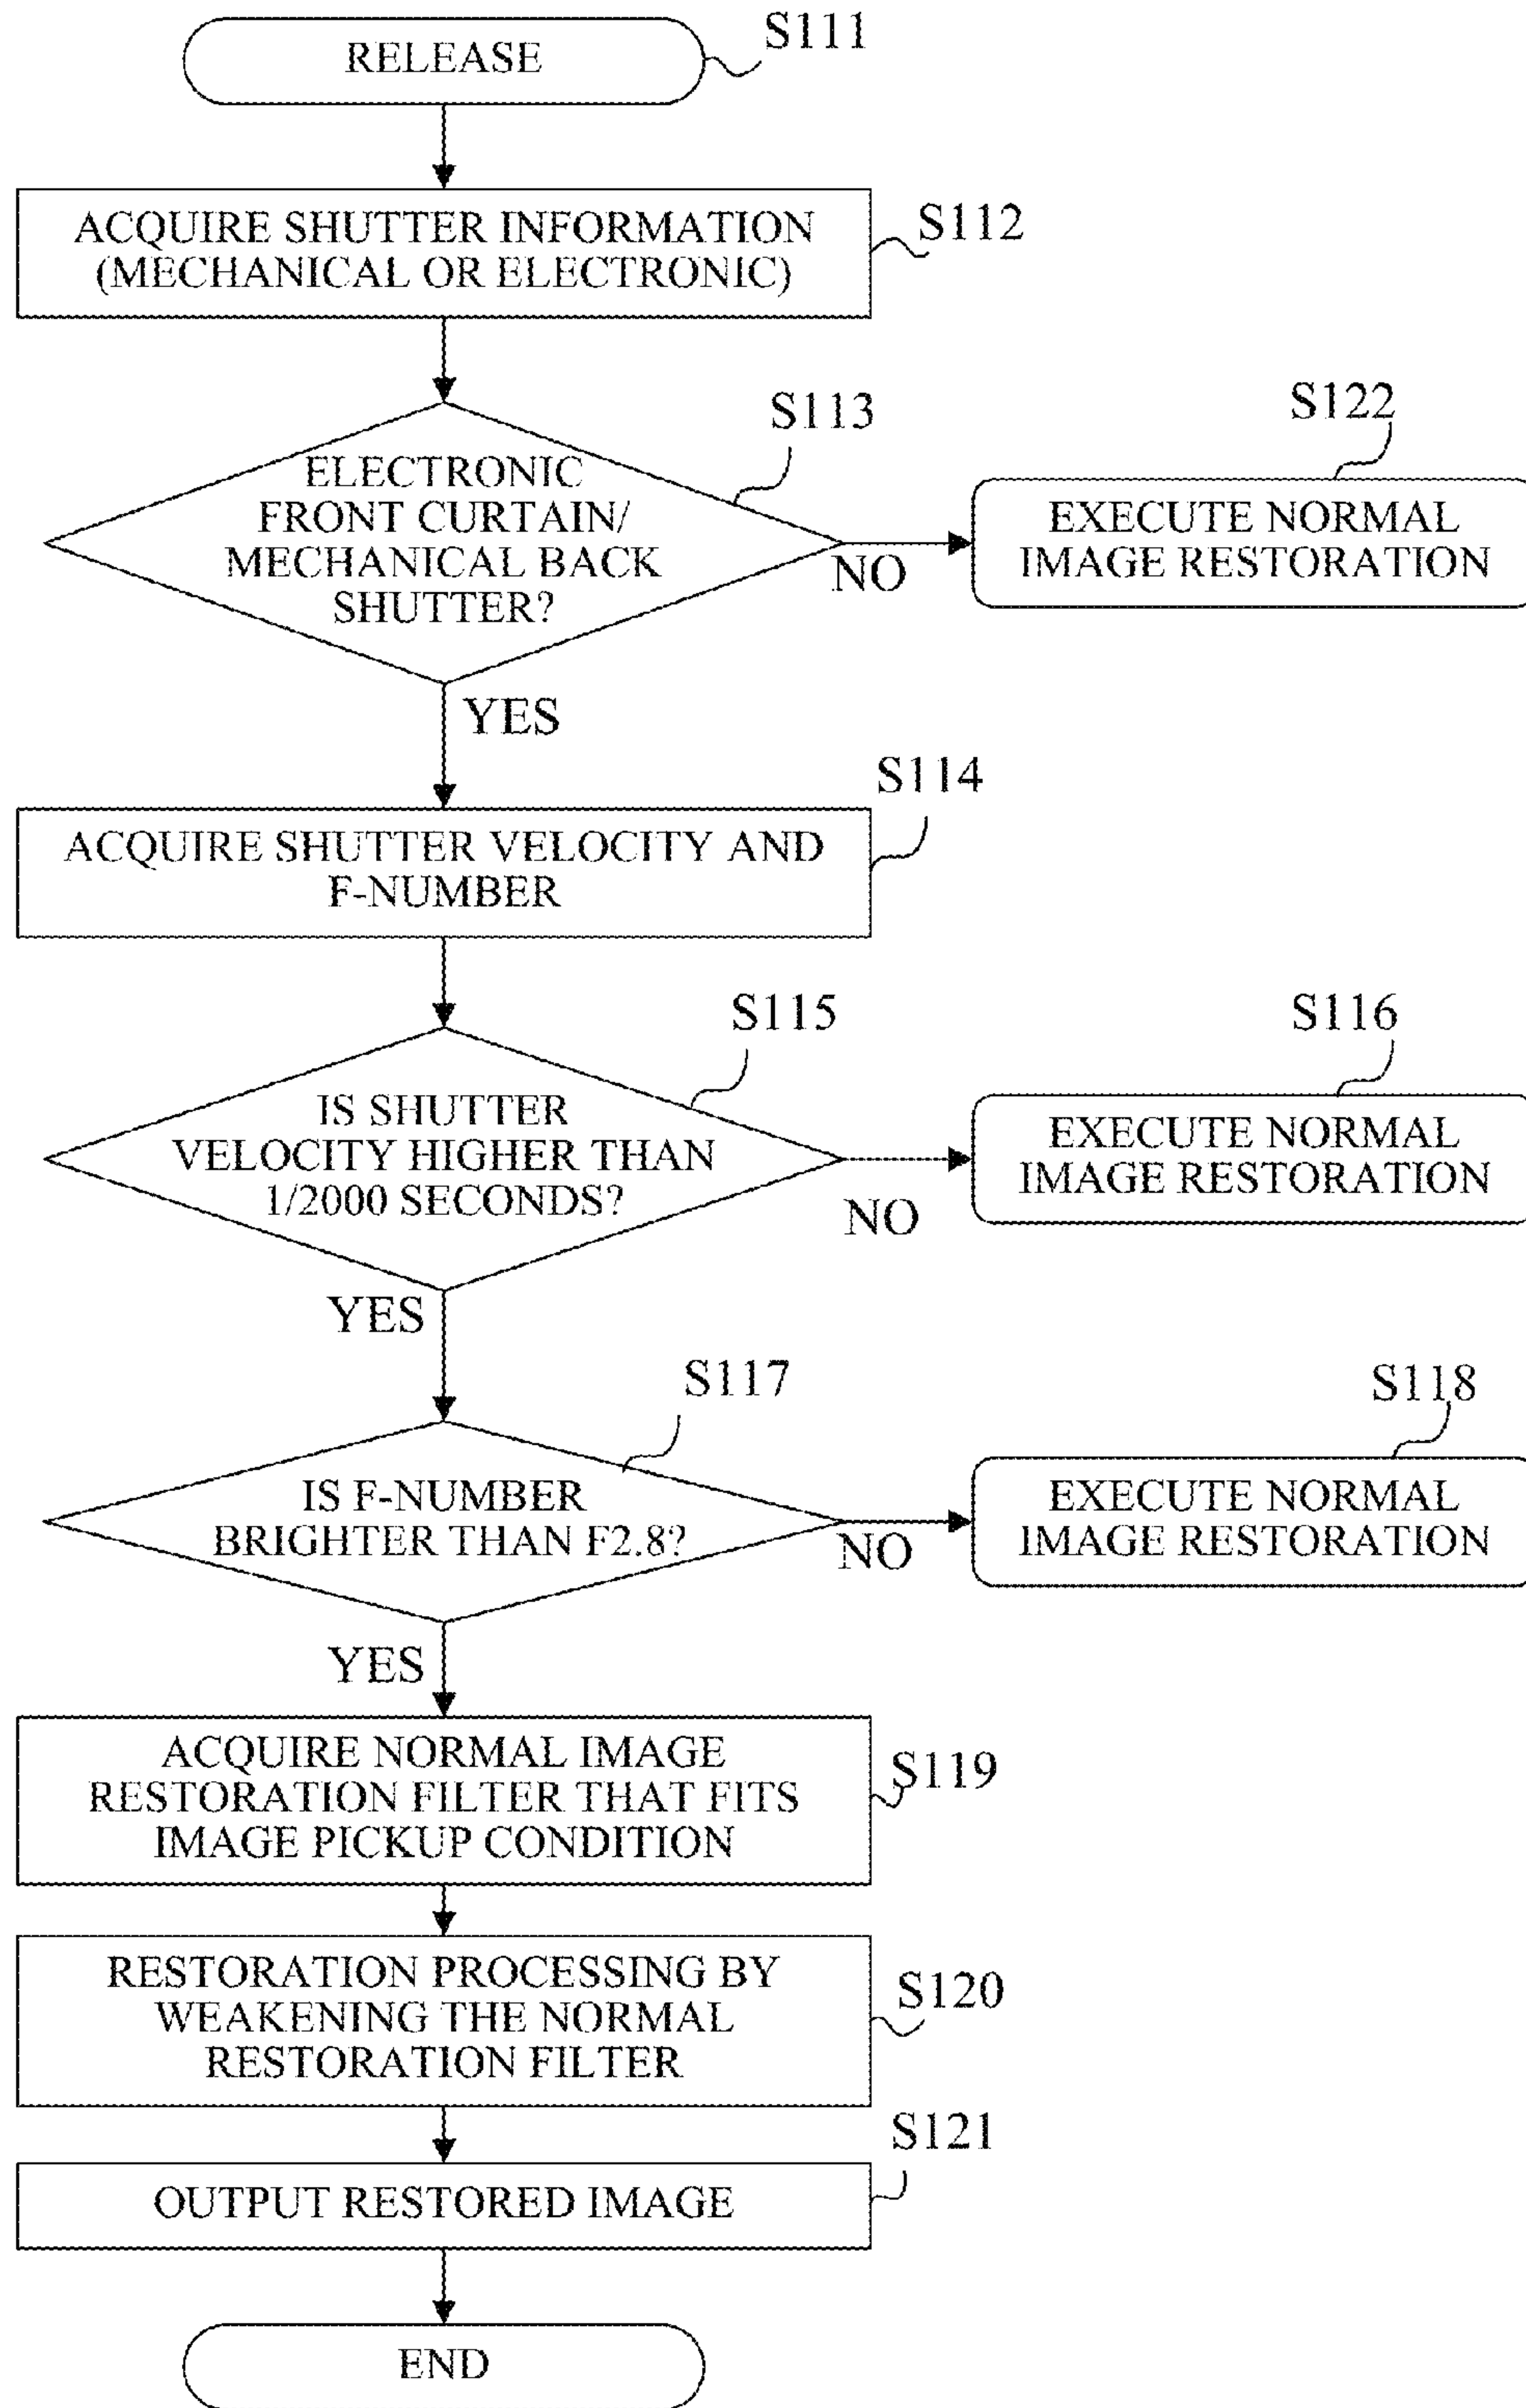 RELEASE
S111
ACQUIRE SHUTTER INFORMATION
(MECHANICAL OR ELECTRONIC)
S112
ELECTRONIC
FRONT CURTAIN/
MECHANICAL BACK
SHUTTER?
S113
NO
S122
EXECUTE NORMAL
IMAGE RESTORATION
YES
S114
ACQUIRE SHUTTER VELOCITY AND
F-NUMBER
S115
IS SHUTTER
VELOCITY HIGHER THAN
1/2000 SECONDS?
NO
S116
EXECUTE NORMAL
IMAGE RESTORATION
YES
S117
IS F-NUMBER
BRIGHTER THAN F2.8?
NO
S118
EXECUTE NORMAL
IMAGE RESTORATION
YES
ACQUIRE NORMAL IMAGE
RESTORATION FILTER THAT FITS
IMAGE PICKUP CONDITION
S119
RESTORATION PROCESSING BY
WEAKENING THE NORMAL
RESTORATION FILTER
S120
S121
OUTPUT RESTORED IMAGE
END